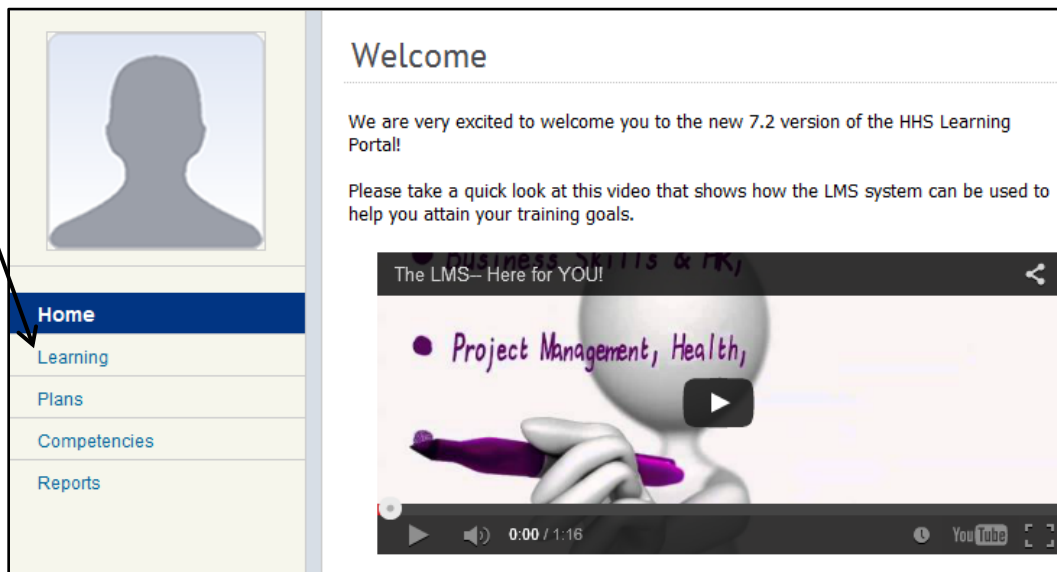 Welcome
We are very excited to welcome you to the new 7.2 version of the HHS Learning
Portal!
Please take a quick look at this video that shows how the LMS system can be used to
help you attain your training goals.
Business Skills & HR,
The LMS-- Here for YOU!
Project Management, Health,
0:00 / 1:16
YouTube
Home
Learning
Plans
Competencies
Reports